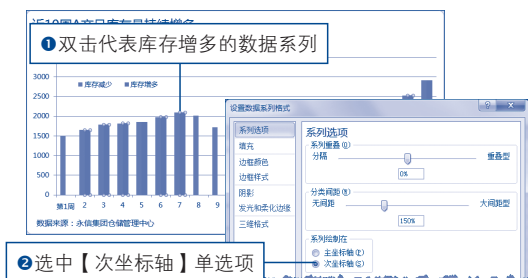 近10周A产品库存量持续增多
❶双击代表库存增多的数据系列
3000
库存减少 库存增多
2500
2000
1500
1000
500
0
第1周 2 3 4 5 6 7 8 9
数据来源：永信集团仓储管理中心
设置数据系列格式
系列选项
填充
边框颜色
边框样式
阴影
发光和柔化边缘
三维格式
系列选项
系列重叠(O)
分隔 重叠型
0%
分类间距(W)
无间距 大间距型
150%
系列绘制在
主坐标轴(P)
次坐标轴(S)
❷选中【次坐标轴】单选项